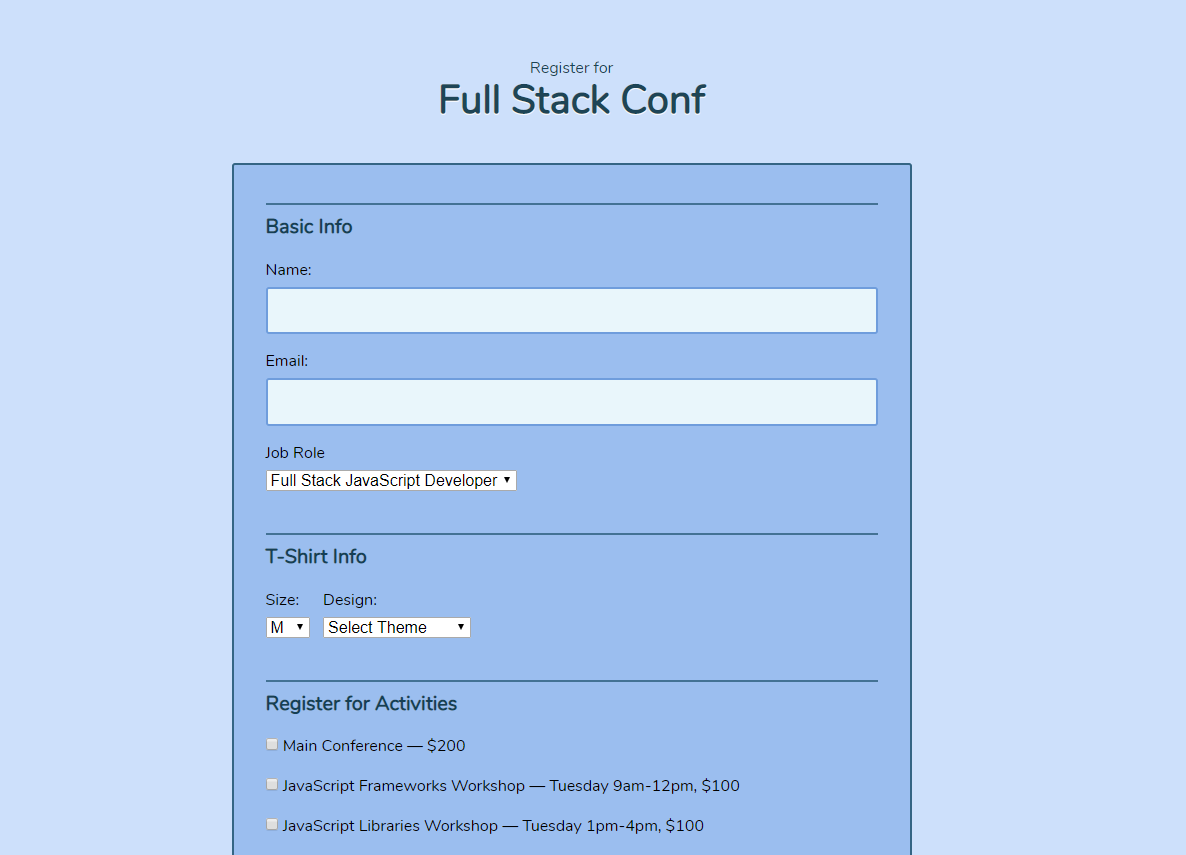 Register for
Full Stack Conf
Basic Info
Name:
Email:
Job Role
Full Stack JavaScript Developer
T-Shirt Info
Size: Design:
M Select Theme
Register for Activities
Main Conference — $200
JavaScript Frameworks Workshop — Tuesday 9am-12pm, $100
JavaScript Libraries Workshop — Tuesday 1pm-4pm, $100